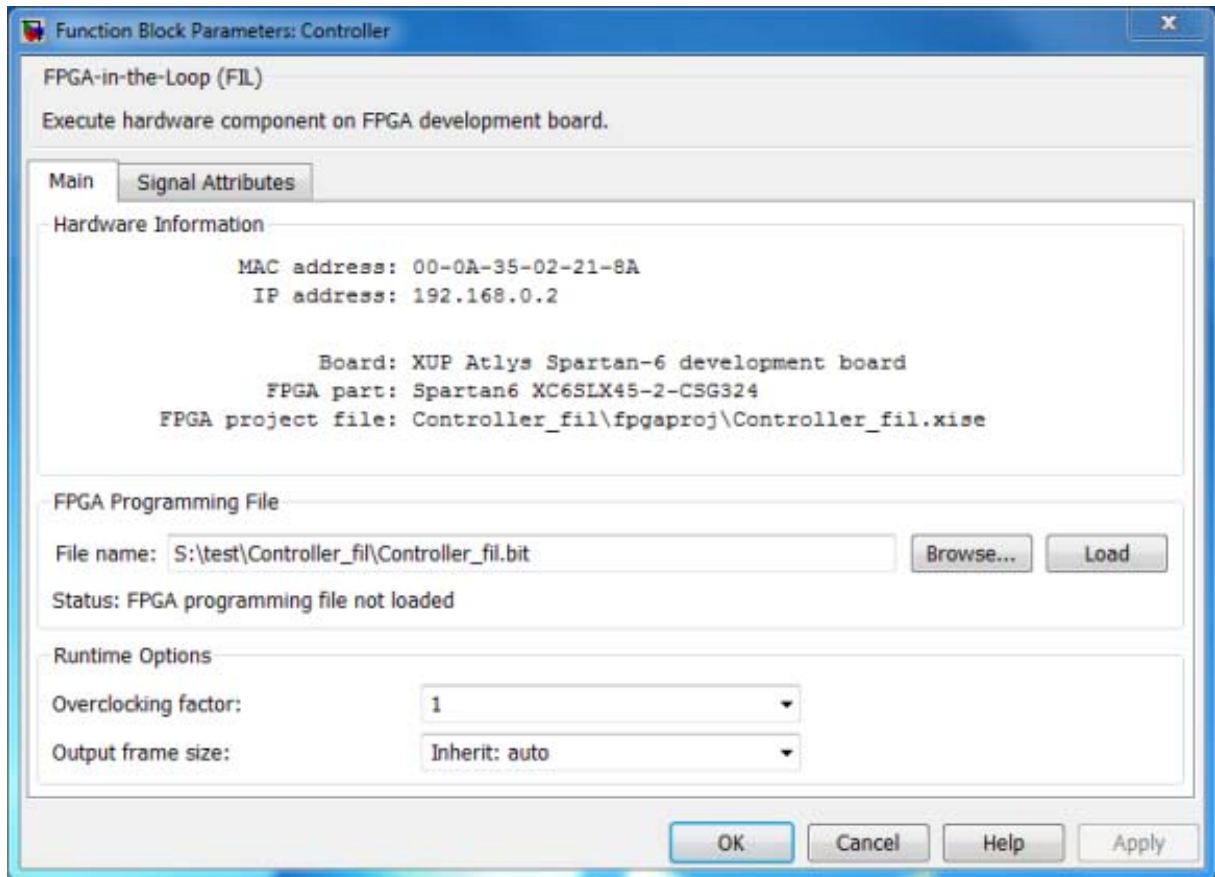 Function Block Parameters: Controller
FPGA-in-the-Loop (FIL)
Execute hardware component on FPGA development board.
Main Signal Attributes
Hardware Information
MAC address: 00-0A-35-02-21-8A
IP address: 192.168.0.2
Board: XUP Atlys Spartan-6 development board
FPGA part: Spartan6 XC6SLX45-2-CSG324
FPGA project file: Controller_fil\fpgaproj\Controller_fil.xise
FPGA Programming File
File name: S:\test\Controller_fil\Controller_fil.bit Browse... Load
Status: FPGA programming file not loaded
Runtime Options
Overclocking factor: 1
Output frame size: Inherit: auto
OK Cancel Help Apply